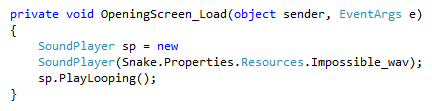 private void OpeningScreen_Load(object sender, EventArgs e)
{
SoundPlayer sp = new
SoundPlayer(Snake.Properties.Resources.Impossible_wav);
sp.PlayLooping();
}